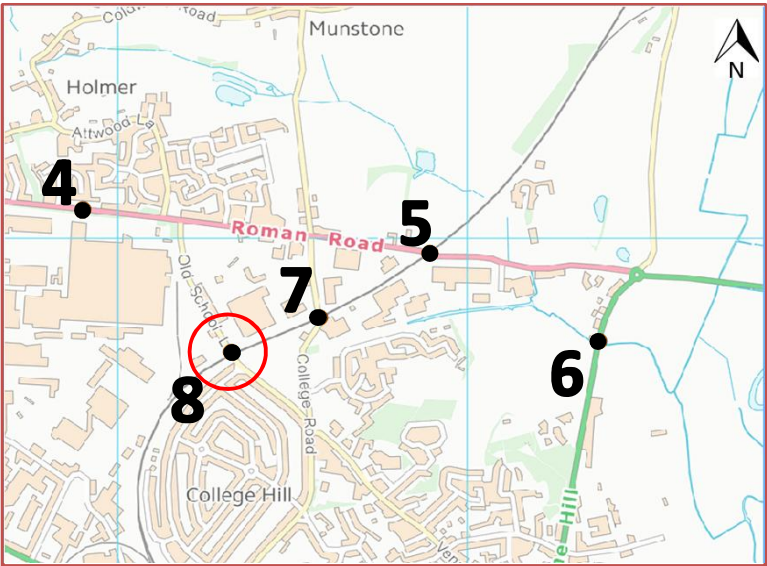 Munstone
N
Holmer
Attwood La
4
Roman Road
5
Old School L
7
6
8
College Road
College Hill
Hill